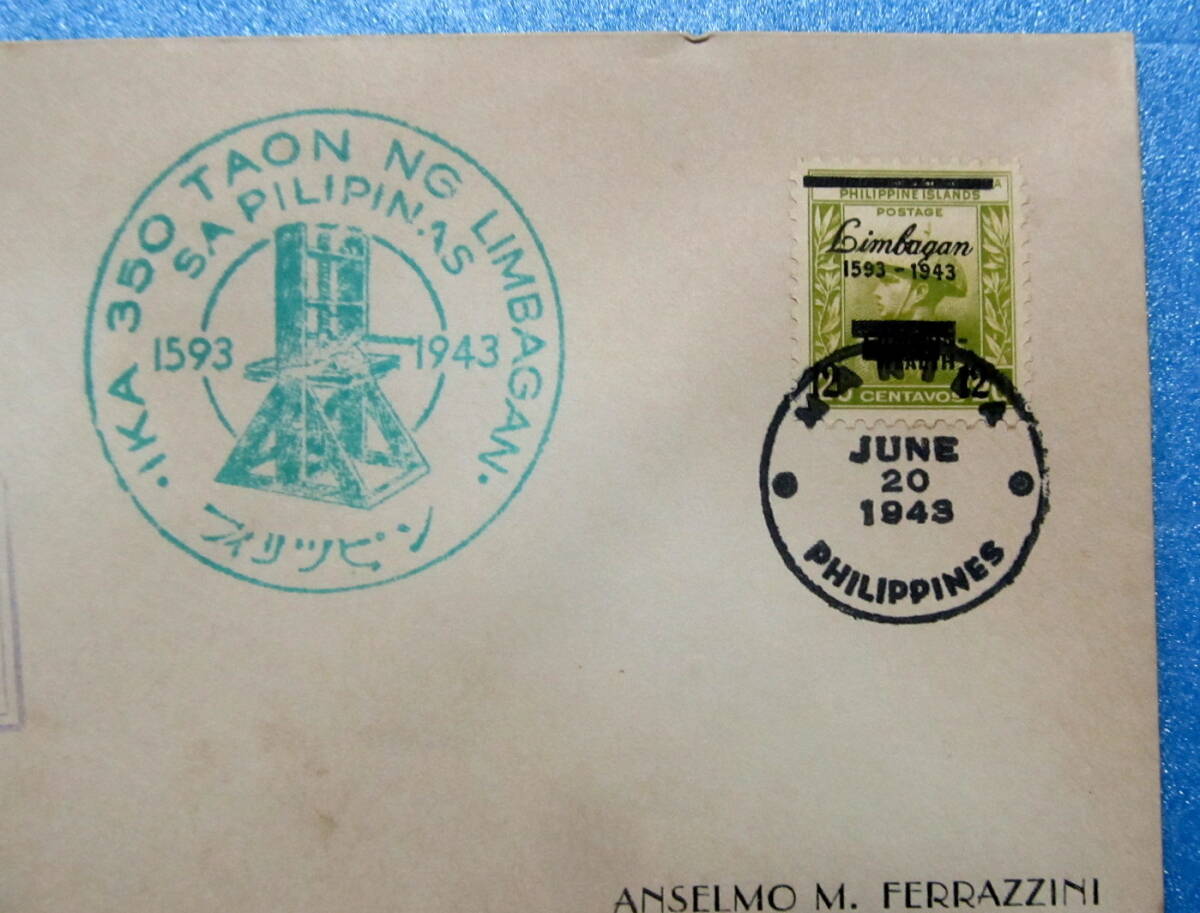 · IKA 350 TAON NG LIMBAGAN ·
SA PILIPINAS
1593 1943
フィリッピン
PHILIPPINE ISLANDS
POSTAGE
Limbagan
1593 - 1943
12 12
CENTAVOS
MANILA
JUNE
20
1943
PHILIPPINES
ANSELMO M. FERRAZZINI